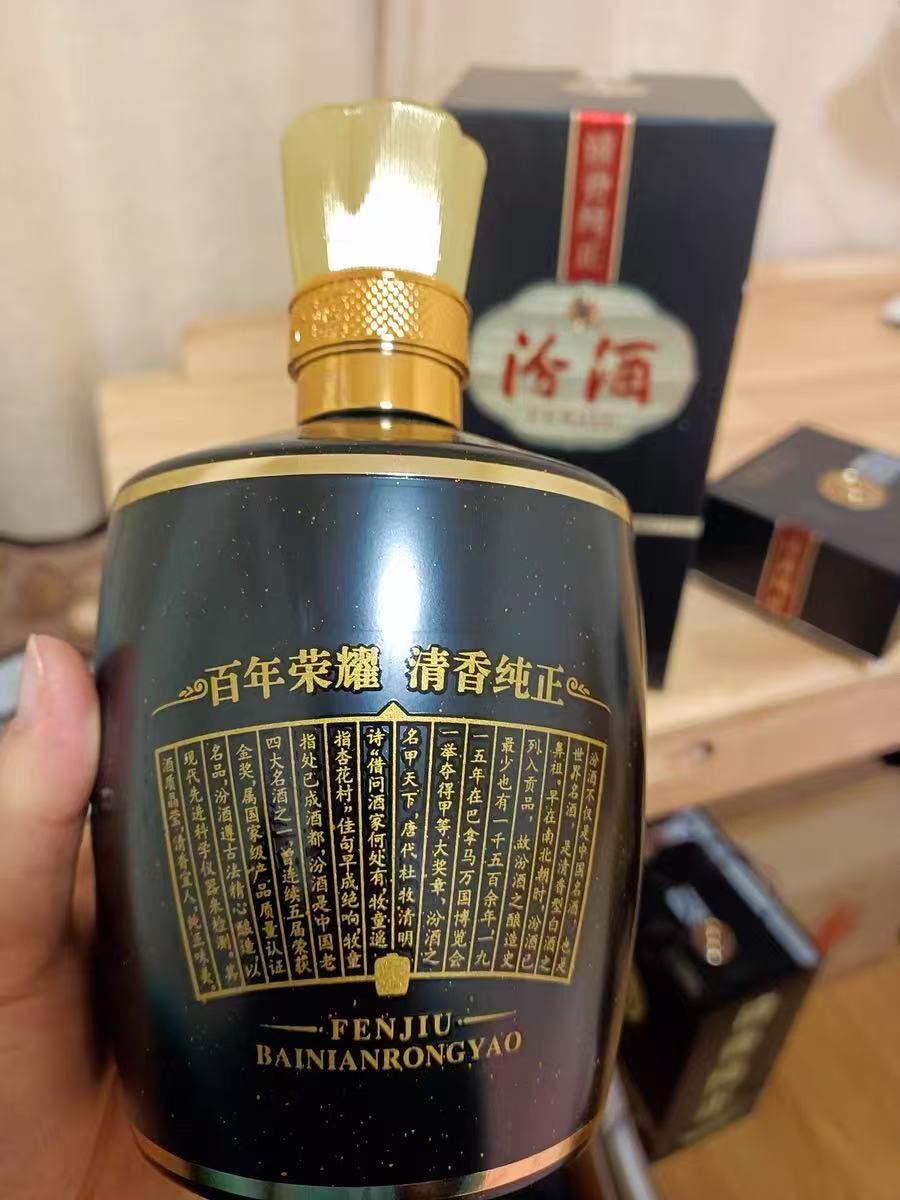 清香纯正
汾酒
百年荣耀 清香纯正
汾酒不仅是中国名酒，也是
世界名酒，是清香型白酒之
鼻祖。早在南北朝时，汾酒已
列入贡品，故汾酒之酿造史
最少也有一千五百余年，一九
一五年在巴拿马万国博览会
一举夺得甲等大奖章，汾酒之
名甲天下，唐代杜牧清明
诗“借问酒家何处有，牧童遥
指杏花村”佳句早成绝响，牧童
指处已成酒都，汾酒是中国老
四大名酒之一，曾连续五届荣获
金奖，属国家级产品质量认证
名品，汾酒遵古法精心酿造，以
现代先进科学仪器来检测，其
酒质晶莹，清香宜人，纯正味美。
FENJIU
BAINIANRONGYAO